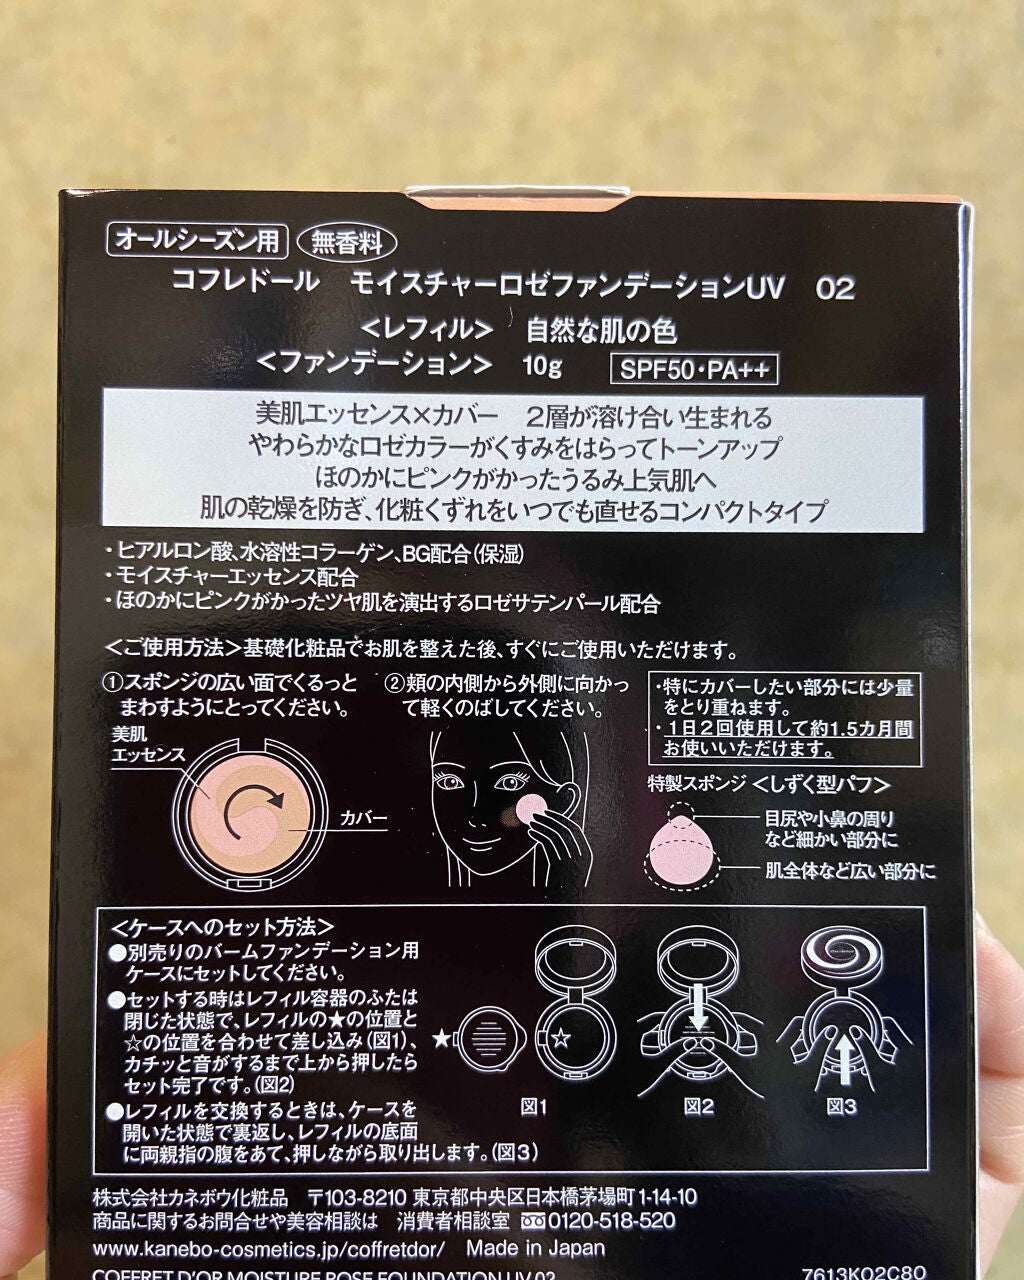 オールシーズン用 無香料
コフレドール モイスチャーロゼファンデーションUV 02
<レフィル> 自然な肌の色
<ファンデーション> 10g SPF50・PA++
美肌エッセンス×カバー 2層が溶け合い生まれる
やわらかなロゼカラーがくすみをはらってトーンアップ
ほのかにピンクがかったうるみ上気肌へ
肌の乾燥を防ぎ、化粧くずれをいつでも直せるコンパクトタイプ
・ヒアルロン酸、水溶性コラーゲン、BG配合(保湿)
・モイスチャーエッセンス配合
・ほのかにピンクがかったツヤ肌を演出するロゼサテンパール配合
<ご使用方法>基礎化粧品でお肌を整えた後、すぐにご使用いただけます。
①スポンジの広い面でくるっと
まわすようにとってください。
美肌
エッセンス
カバー
②頬の内側から外側に向かっ
て軽くのばしてください。
・特にカバーしたい部分には少量
をとり重ねます。
・1日2回使用して約1.5カ月間
お使いいただけます。
特製スポンジ <しずく型パフ>
目尻や小鼻の周り
など細かい部分に
肌全体など広い部分に
<ケースへのセット方法>
●別売りのバームファンデーション用
ケースにセットしてください。
●セットする時はレフィル容器のふたは
閉じた状態で、レフィルの★の位置と
☆の位置を合わせて差し込み(図1)、
カチッと音がするまで上から押したら
セット完了です。(図2)
●レフィルを交換するときは、ケースを
開いた状態で裏返し、レフィルの底面
に両親指の腹をあて、押しながら取り出します。(図3)
★ ☆
図1 図2 図3
株式会社カネボウ化粧品 〒103-8210 東京都中央区日本橋茅場町1-14-10
商品に関するお問合せや美容相談は 消費者相談室 0120-518-520
www.kanebo-cosmetics.jp/coffretdor/ Made in Japan
COFFRET D'OR MOISTURE ROSE FOUNDATION UV 02 7613K02C80